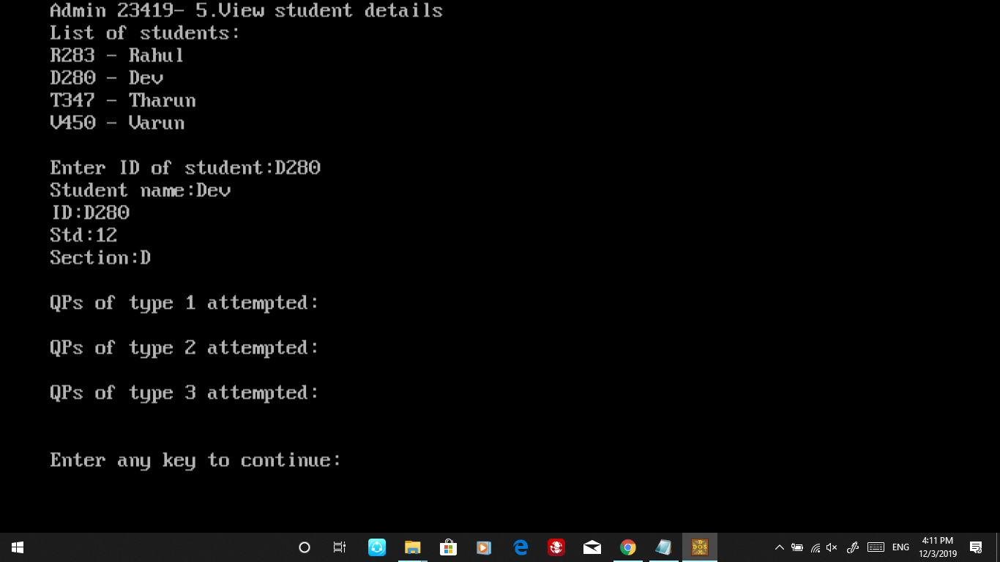 Admin 23419- 5.View student details
List of students:
R283 - Rahul
D280 - Dev
T347 - Tharun
V450 - Varun
Enter ID of student:D280
Student name:Dev
ID:D280
Std:12
Section:D
QPs of type 1 attempted:
QPs of type 2 attempted:
QPs of type 3 attempted:
Enter any key to continue:
ENG
4:11 PM
12/3/2019